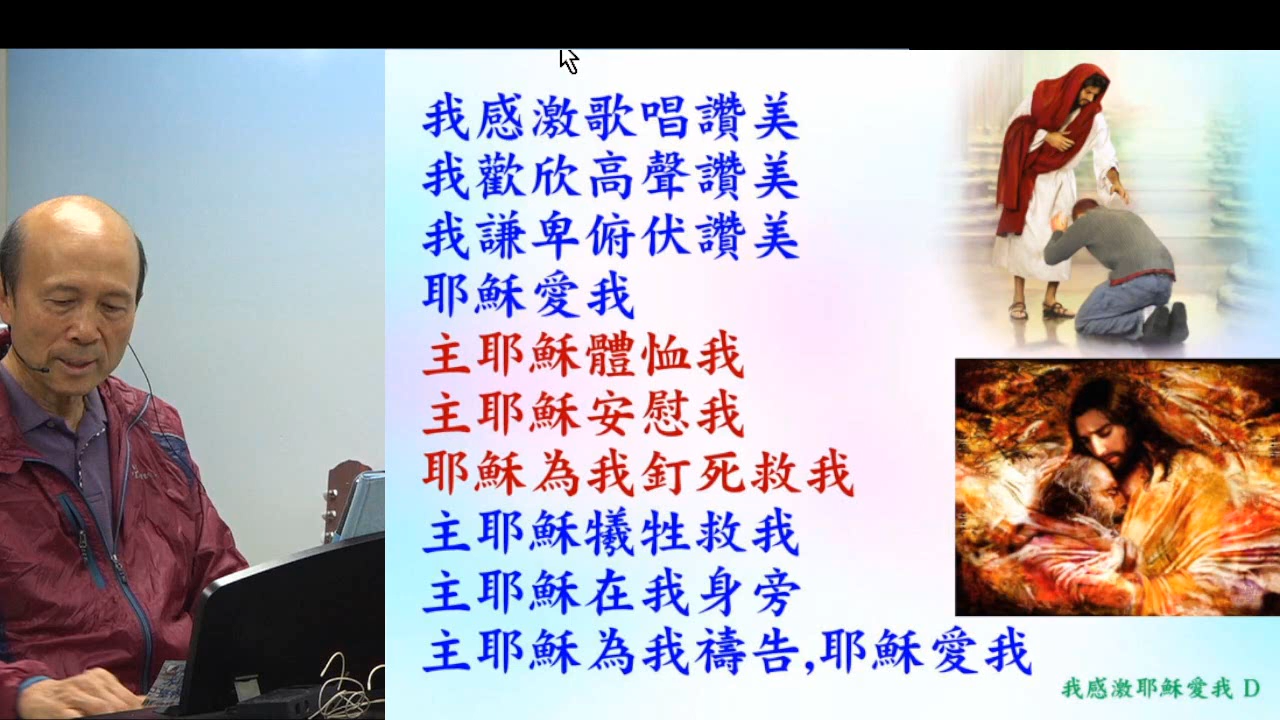 我感激歌唱讚美
我歡欣高聲讚美
我謙卑俯伏讚美
耶穌愛我
主耶穌體恤我
主耶穌安慰我
耶穌為我釘死救我
主耶穌犧牲救我
主耶穌在我身旁
主耶穌為我禱告,耶穌愛我
我感激耶穌愛我 D